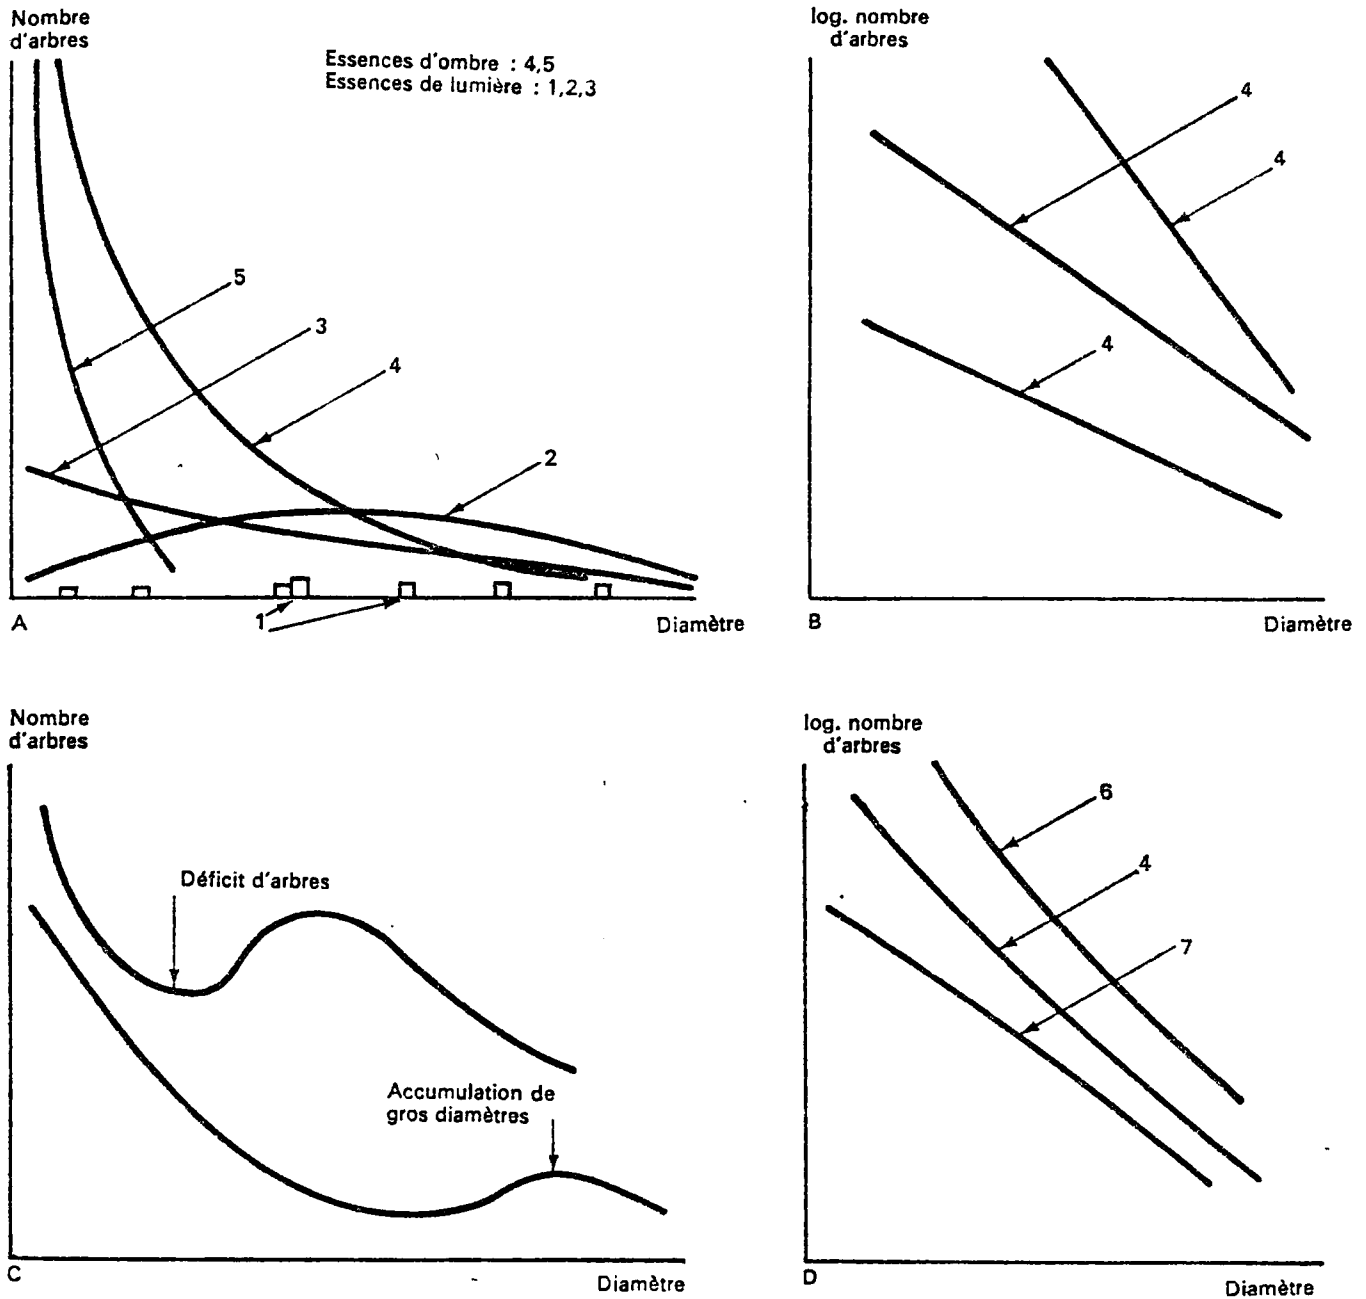 Nombre
d'arbres
Essences d'ombre : 4,5
Essences de lumière : 1,2,3
5
3
4
2
1
A
Diamètre
log. nombre
d'arbres
4
4
4
B
Diamètre
Nombre
d'arbres
Déficit d'arbres
Accumulation de
gros diamètres
C
Diamètre
log. nombre
d'arbres
6
4
7
D
Diamètre